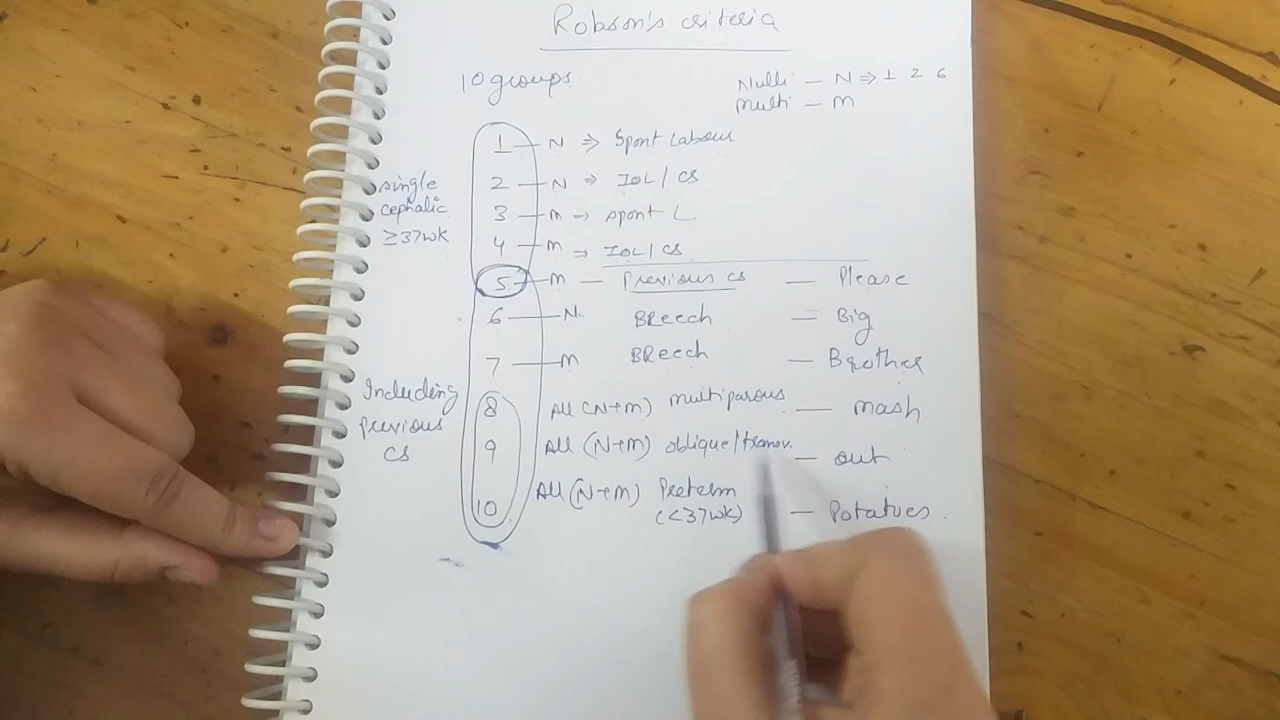 Robson's criteria
10 groups.
Nulli - N ⇒ 1 2 6
multi - m
1 - N ⇒ Spont Labour
2 - N ⇒ IOL / CS
3 - m → spont L
4 - m ⇒ IOL / CS
single
cephalic
≥37wk
5 - m - Previous cs - Please
6 - N. BReech = Big
7 - m BReech - Brother
8 All (N+m) multiparous - mash
9 All (N+m) oblique/transv. - out
10 All (N+m) Preterm - Potatoes.
(<37wk)
Including
previous
CS